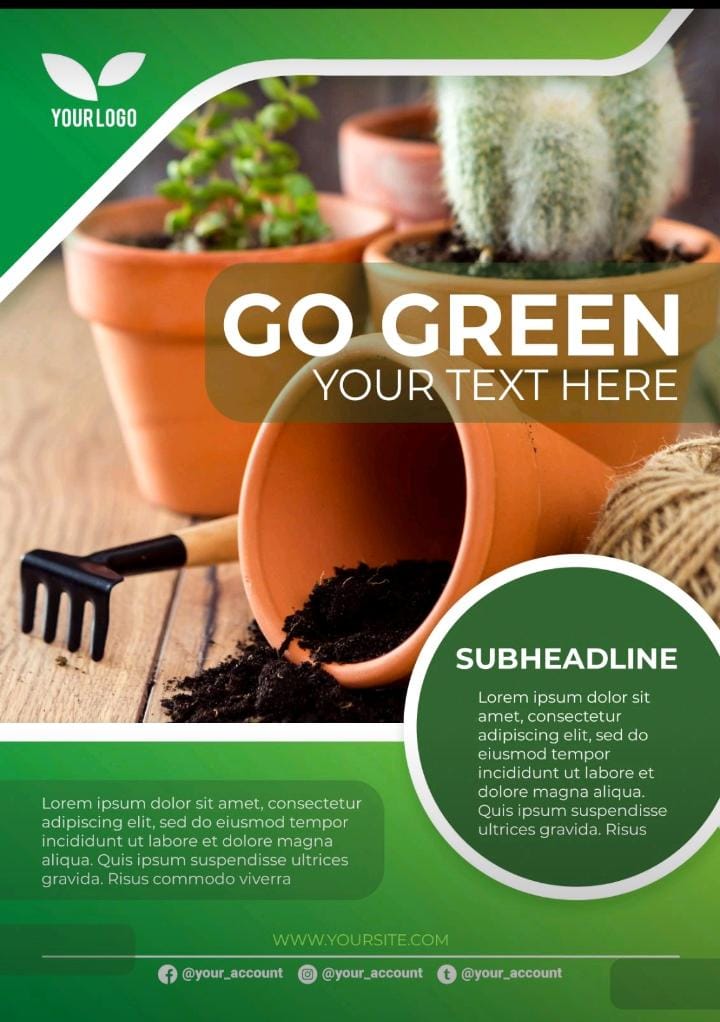 YOUR LOGO
GO GREEN
YOUR TEXT HERE
SUBHEADLINE
Lorem ipsum dolor sit
amet, consectetur
adipiscing elit, sed do
eiusmod tempor
incididunt ut labore et
dolore magna aliqua.
Quis ipsum suspendisse
ultrices gravida. Risus
Lorem ipsum dolor sit amet, consectetur
adipiscing elit, sed do eiusmod tempor
incididunt ut labore et dolore magna
aliqua. Quis ipsum suspendisse ultrices
gravida. Risus commodo viverra
WWW.YOURSITE.COM
@your_account @your_account @your_account